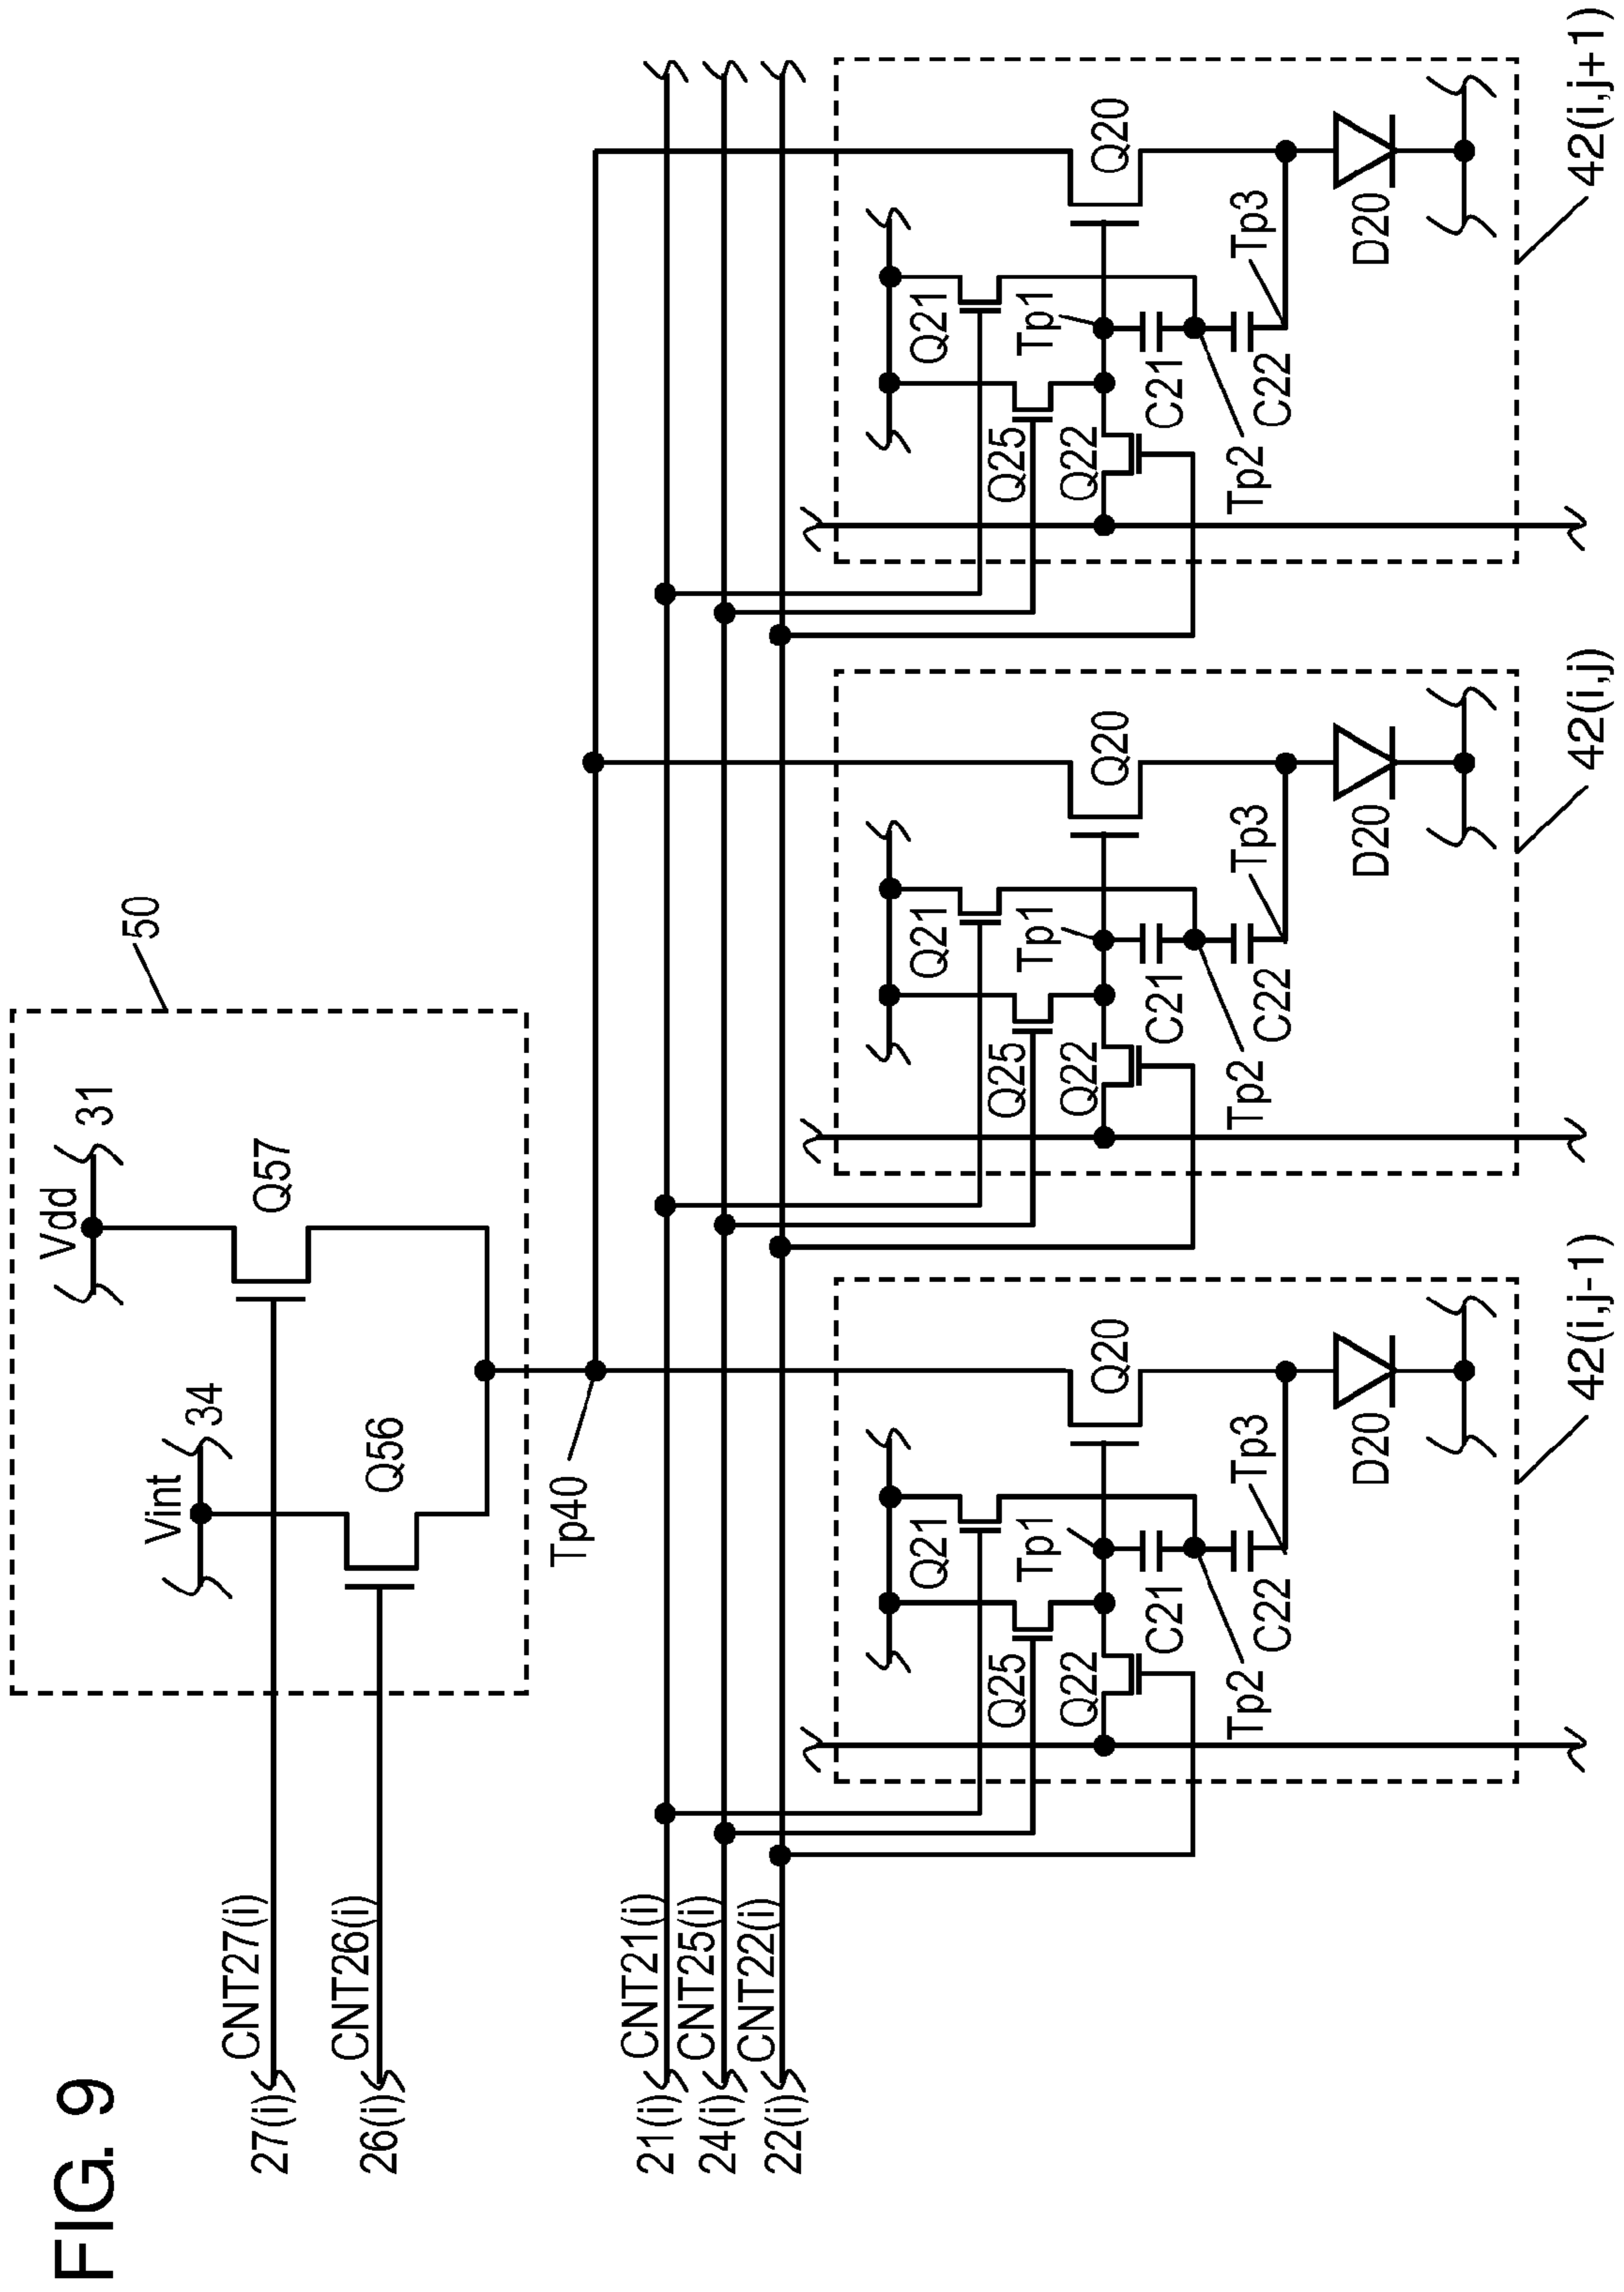 FIG. 9
50
Vdd
31
Q57
Vint
34
Q56
CNT27(i)
27(i)
CNT26(i)
26(i)
Tp40
CNT21(i)
21(i)
CNT25(i)
24(i)
CNT22(i)
22(i)
Q21
Q25
Tp1
Q22
Q20
C21
Tp2
C22
Tp3
D20
42(i,j-1)
Q21
Q25
Tp1
Q22
Q20
C21
Tp2
C22
Tp3
D20
42(i,j)
Q21
Q25
Tp1
Q22
Q20
C21
Tp2
C22
Tp3
D20
42(i,j+1)